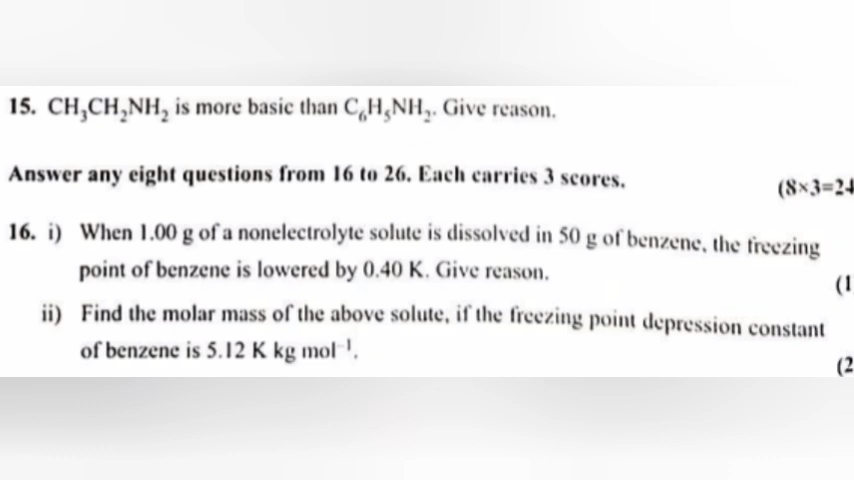 15. CH₃CH₂NH₂ is more basic than C₆H₅NH₂. Give reason.
Answer any eight questions from 16 to 26. Each carries 3 scores. (8×3=24
16. i) When 1.00 g of a nonelectrolyte solute is dissolved in 50 g of benzene, the freezing
point of benzene is lowered by 0.40 K. Give reason. (1
ii) Find the molar mass of the above solute, if the freezing point depression constant
of benzene is 5.12 K kg mol⁻¹. (2